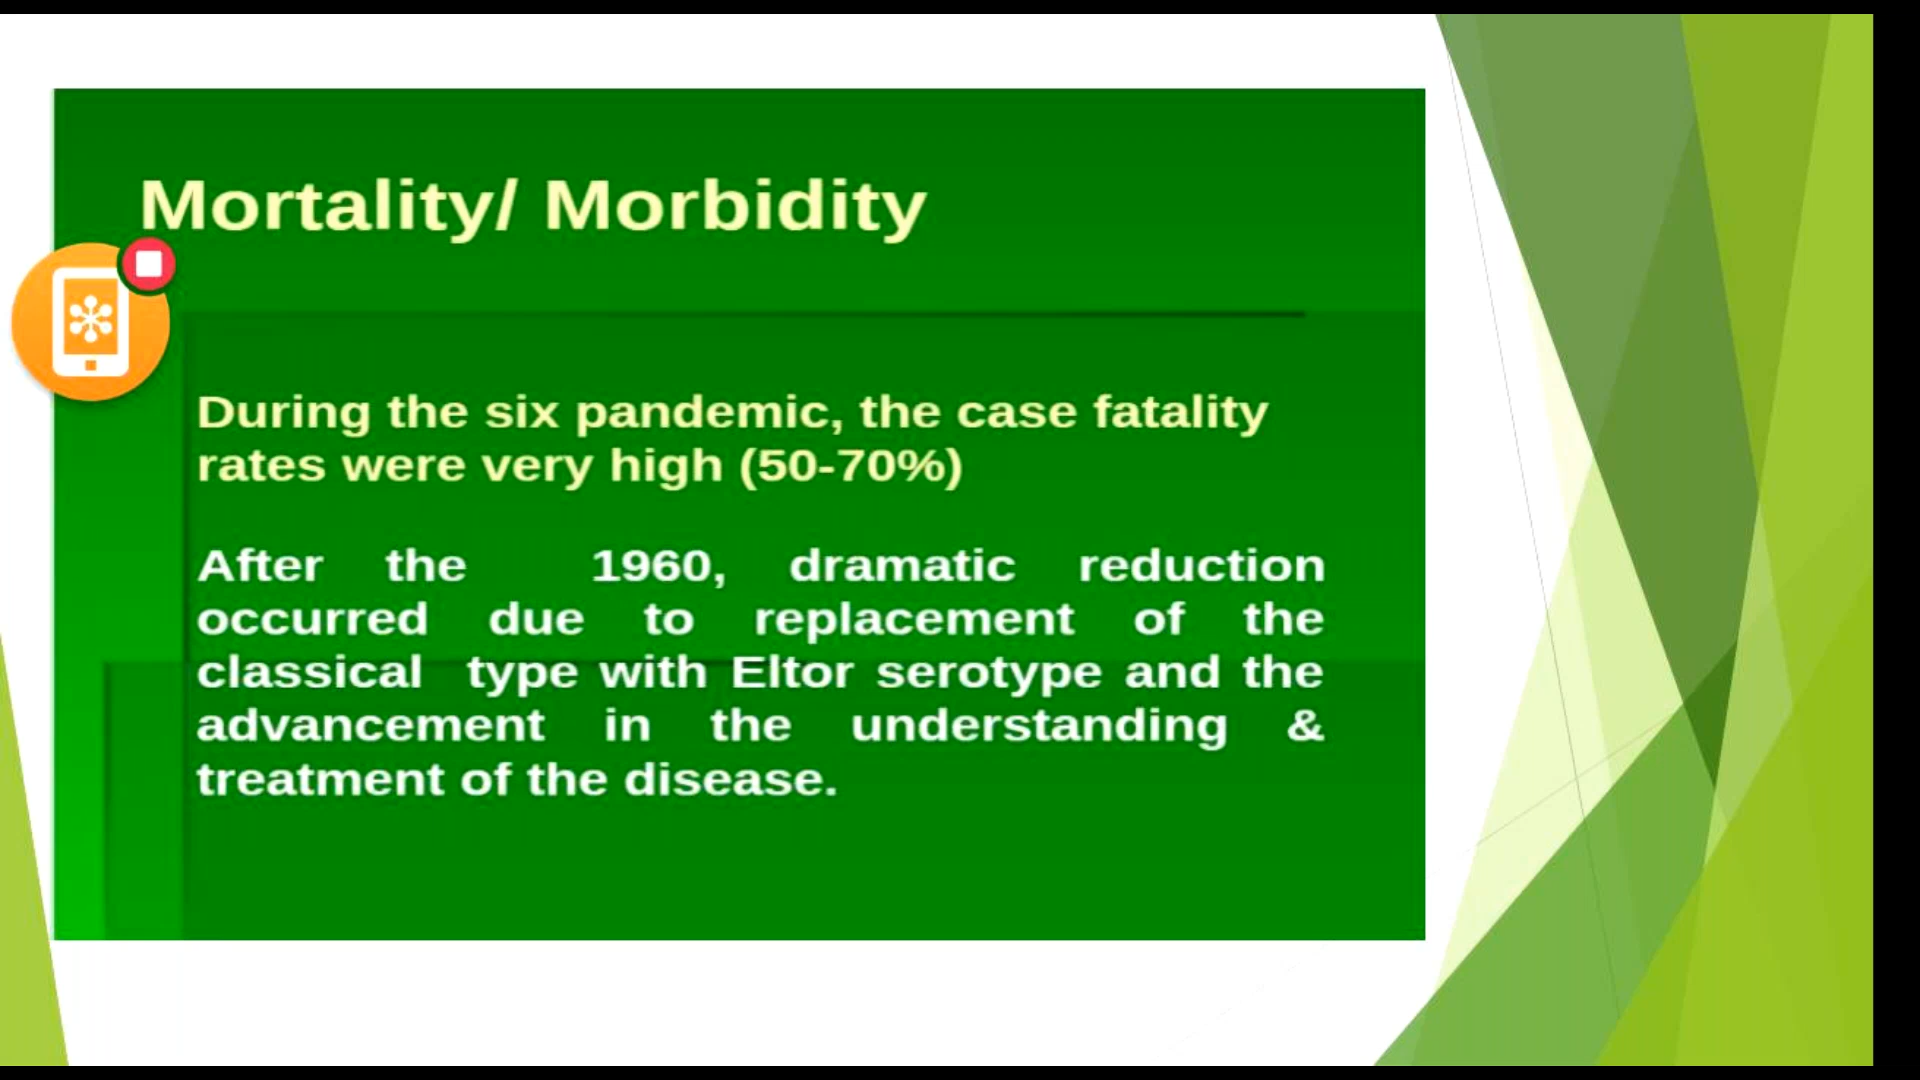 Mortality/ Morbidity
During the six pandemic, the case fatality
rates were very high (50-70%)
After the 1960, dramatic reduction
occurred due to replacement of the
classical type with Eltor serotype and the
advancement in the understanding &
treatment of the disease.